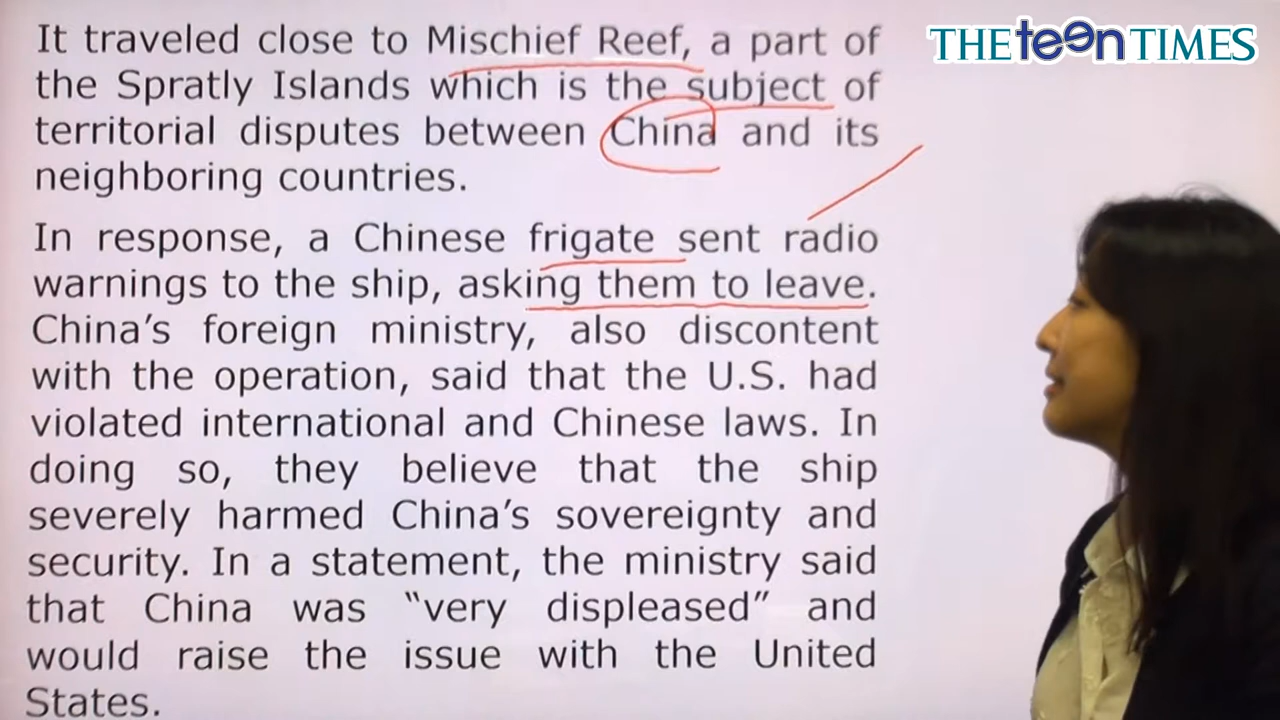 It traveled close to Mischief Reef, a part of
the Spratly Islands which is the subject of
territorial disputes between China and its
neighboring countries.
In response, a Chinese frigate sent radio
warnings to the ship, asking them to leave.
China's foreign ministry, also discontent
with the operation, said that the U.S. had
violated international and Chinese laws. In
doing so, they believe that the ship
severely harmed China's sovereignty and
security. In a statement, the ministry said
that China was "very displeased" and
would raise the issue with the United
States.
THE teen TIMES